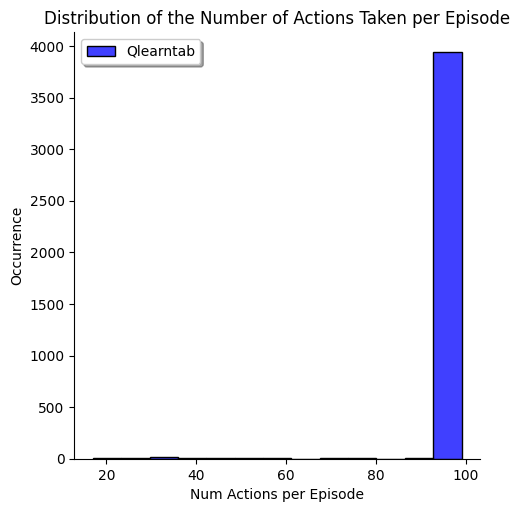 Distribution of the Number of Actions Taken per Episode
Qlearntab
4000
3500
3000
2500
2000
1500
1000
500
0
Occurrence
20 40 60 80 100
Num Actions per Episode